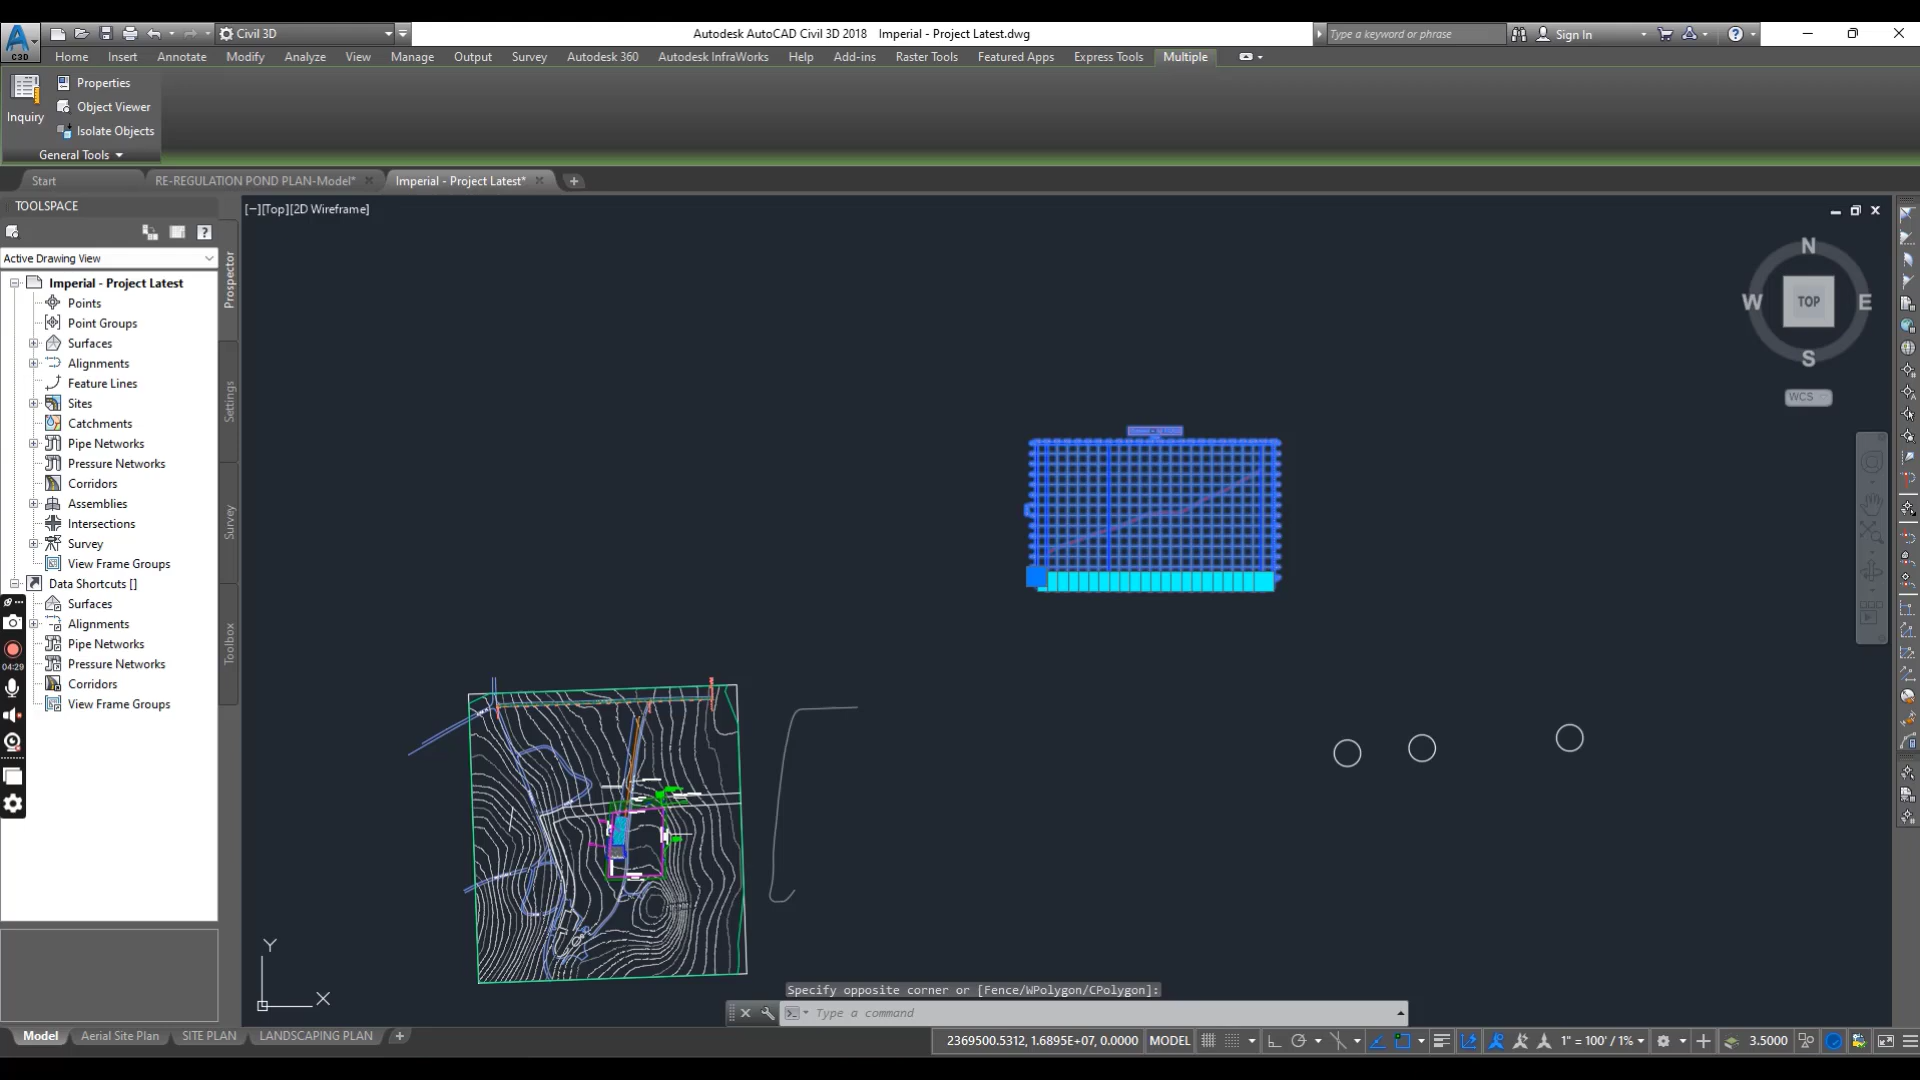 Civil 3D
Autodesk AutoCAD Civil 3D 2018 Imperial - Project Latest.dwg
Type a keyword or phrase
Sign In
C3D
Home Insert Annotate Modify Analyze View Manage Output Survey Autodesk 360 Autodesk InfraWorks Help Add-ins Raster Tools Featured Apps Express Tools Multiple
Properties
Object Viewer
Inquiry
Isolate Objects
General Tools
Start RE-REGULATION POND PLAN-Model* Imperial - Project Latest*
TOOLSPACE
[−][Top][2D Wireframe]
Active Drawing View
Imperial - Project Latest
Points
Point Groups
Surfaces
Alignments
Feature Lines
Sites
Catchments
Pipe Networks
Pressure Networks
Corridors
Assemblies
Intersections
Survey
View Frame Groups
Data Shortcuts []
Surfaces
Alignments
Pipe Networks
Pressure Networks
Corridors
View Frame Groups
Prospector
Settings
Survey
Toolbox
04:29
N
W TOP E
S
WCS
Y
X
Specify opposite corner or [Fence/WPolygon/CPolygon]:
Type a command
Model Aerial Site Plan SITE PLAN LANDSCAPING PLAN
2369500.5312, 1.6895E+07, 0.0000 MODEL 1" = 100' / 1% 3.5000